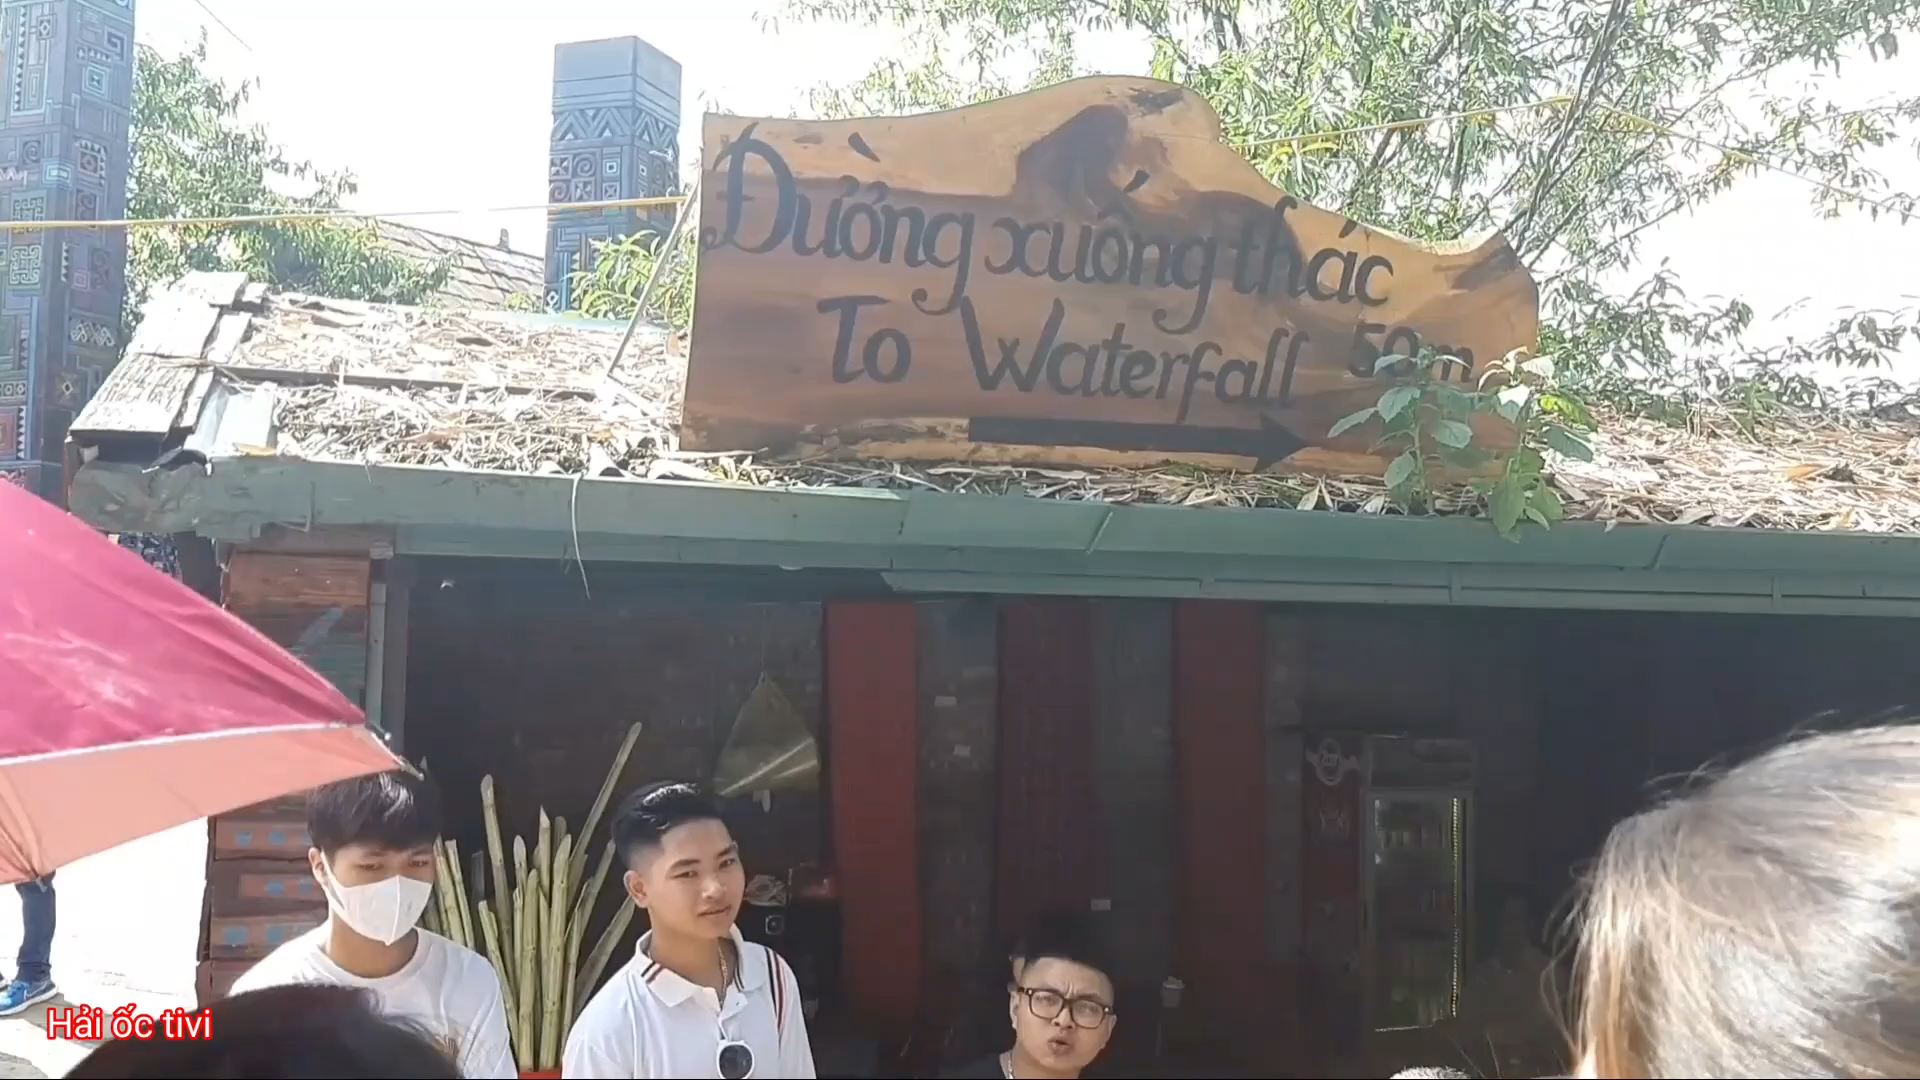 Đường xuống thác
To Waterfall 50m
Hải ốc tivi